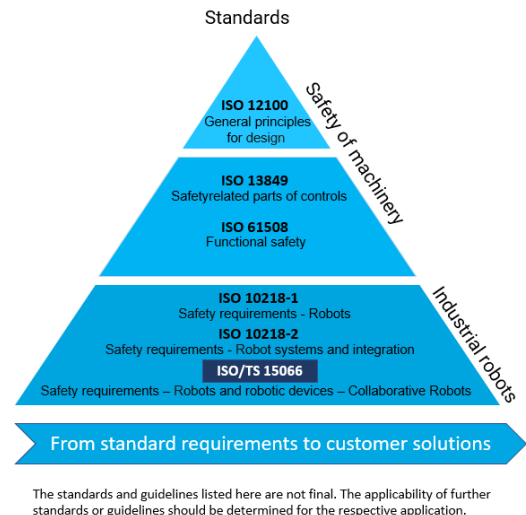 Standards
ISO 12100
General principles
for design
Safety of machinery
ISO 13849
Safetyrelated parts of controls
ISO 61508
Functional safety
Industrial robots
ISO 10218-1
Safety requirements - Robots
ISO 10218-2
Safety requirements - Robot systems and integration
ISO/TS 15066
Safety requirements – Robots and robotic devices – Collaborative Robots
From standard requirements to customer solutions
The standards and guidelines listed here are not final. The applicability of further
standards or guidelines should be determined for the respective application.